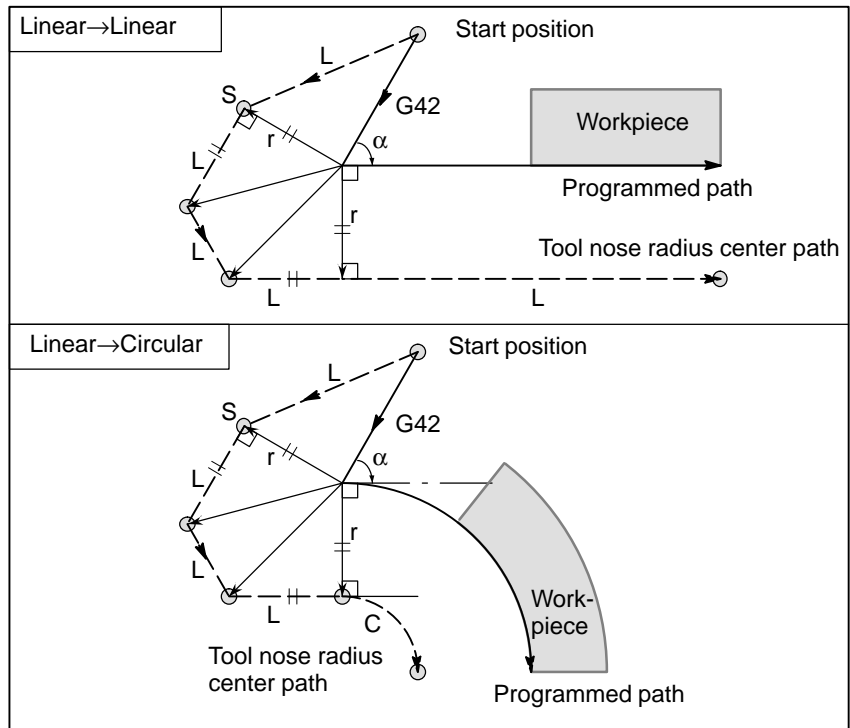 Linear→Linear
Start position
L
S
G42
Workpiece
r
α
L
Programmed path
r
L
Tool nose radius center path
L
L
Linear→Circular
Start position
L
S
G42
r
α
L
r
L
Work-
piece
L
C
Tool nose radius
center path
Programmed path